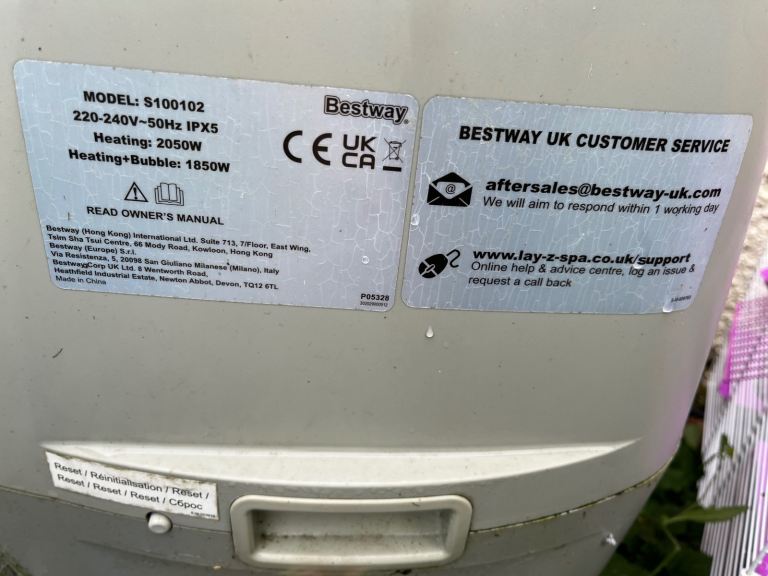 MODEL: S100102
220-240V~50Hz IPX5
Heating: 2050W
Heating+Bubble: 1850W
Bestway
CE UK CA
READ OWNER'S MANUAL
Bestway (Hong Kong) International Ltd. Suite 713, 7/Floor, East Wing,
Tsim Sha Tsui Centre, 66 Mody Road, Kowloon, Hong Kong
Bestway (Europe) S.r.l.
Via Resistenza, 5, 20098 San Giuliano Milanese (Milano), Italy
Bestway Corp UK Ltd. 8 Wentworth Road,
Heathfield Industrial Estate, Newton Abbot, Devon, TQ12 6TL
Made in China
P05328
BESTWAY UK CUSTOMER SERVICE
@
aftersales@bestway-uk.com
We will aim to respond within 1 working day
www.lay-z-spa.co.uk/support
Online help & advice centre, log an issue &
request a call back
Reset / Réinitialisation / Reset /
Reset / Reset / Reset / Сброс